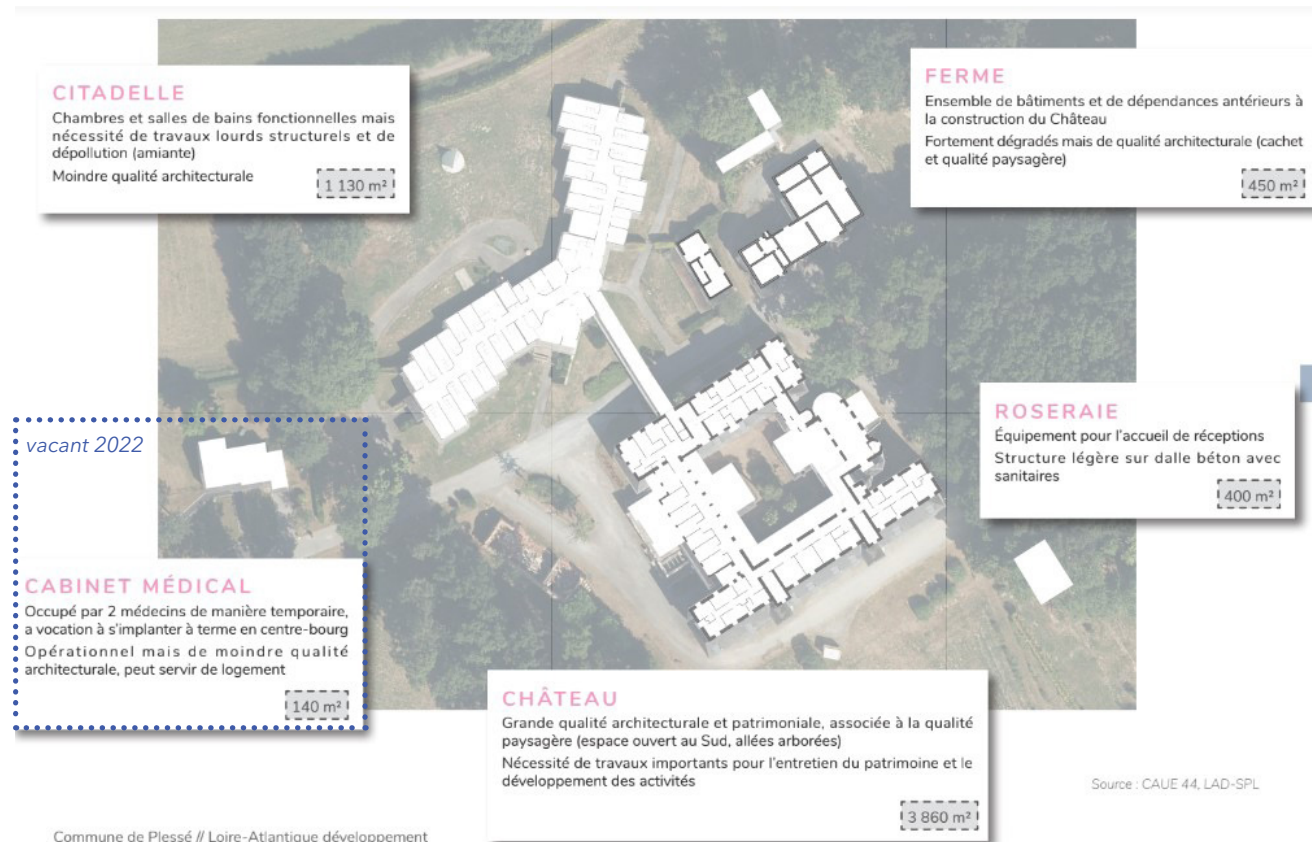 CITADELLE
Chambres et salles de bains fonctionnelles mais
nécessité de travaux lourds structurels et de
dépollution (amiante)
Moindre qualité architecturale
1 130 m²
FERME
Ensemble de bâtiments et de dépendances antérieurs à
la construction du Château
Fortement dégradés mais de qualité architecturale (cachet
et qualité paysagère)
450 m²
ROSERAIE
Équipement pour l'accueil de réceptions
Structure légère sur dalle béton avec
sanitaires
400 m²
vacant 2022
CABINET MÉDICAL
Occupé par 2 médecins de manière temporaire,
a vocation à s'implanter à terme en centre-bourg
Opérationnel mais de moindre qualité
architecturale, peut servir de logement
140 m²
CHÂTEAU
Grande qualité architecturale et patrimoniale, associée à la qualité
paysagère (espace ouvert au Sud, allées arborées)
Nécessité de travaux importants pour l'entretien du patrimoine et le
développement des activités
3 860 m²
Source : CAUE 44, LAD-SPL
Commune de Plessé // Loire-Atlantique développement